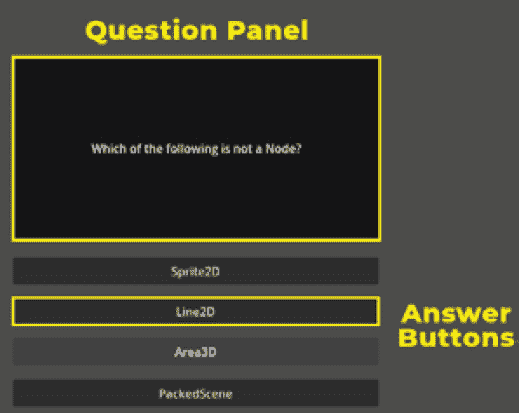 Question Panel
Which of the following is not a Node?
Sprite2D
Line2D
Answer
Buttons
Area3D
PackedScene